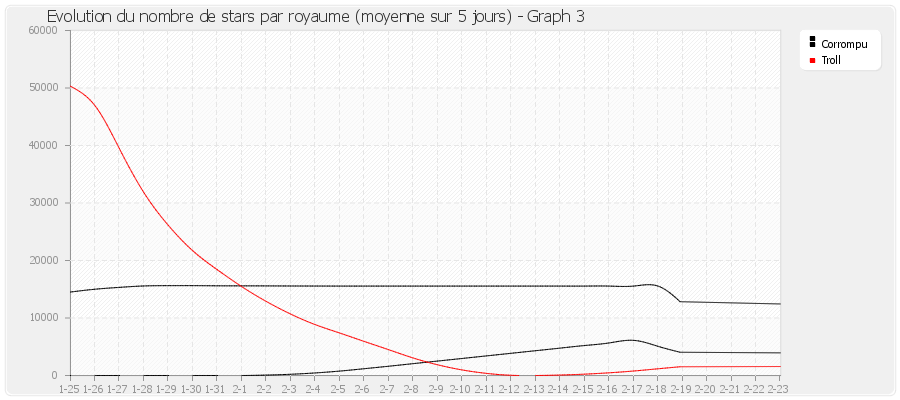 Evolution du nombre de stars par royaume (moyenne sur 5 jours) - Graph 3
60000
50000
40000
30000
20000
10000
0
1-25 1-26 1-27 1-28 1-29 1-30 1-31 2-1 2-2 2-3 2-4 2-5 2-6 2-7 2-8 2-9 2-10 2-11 2-12 2-13 2-14 2-15 2-16 2-17 2-18 2-19 2-20 2-21 2-22 2-23
Corrompu
Troll